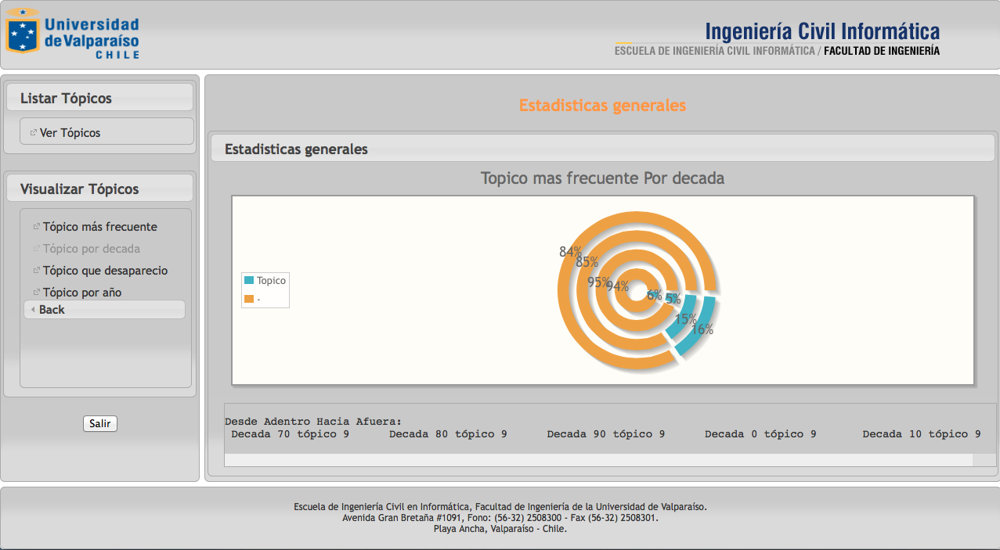 Universidad
de Valparaíso
CHILE
Ingeniería Civil Informática
ESCUELA DE INGENIERÍA CIVIL INFORMÁTICA / FACULTAD DE INGENIERÍA
Listar Tópicos
Ver Tópicos
Visualizar Tópicos
Tópico más frecuente
Tópico por decada
Tópico que desaparecio
Tópico por año
Back
Salir
Estadisticas generales
Estadisticas generales
Topico mas frecuente Por decada
84%
85%
95%
94%
6%
5%
15%
16%
Topico
-
Desde Adentro Hacia Afuera:
Decada 70 tópico 9 Decada 80 tópico 9 Decada 90 tópico 9 Decada 0 tópico 9 Decada 10 tópico 9
Escuela de Ingeniería Civil en Informática, Facultad de Ingeniería de la Universidad de Valparaíso.
Avenida Gran Bretaña #1091, Fono: (56-32) 2508300 - Fax (56-32) 2508301.
Playa Ancha, Valparaíso - Chile.